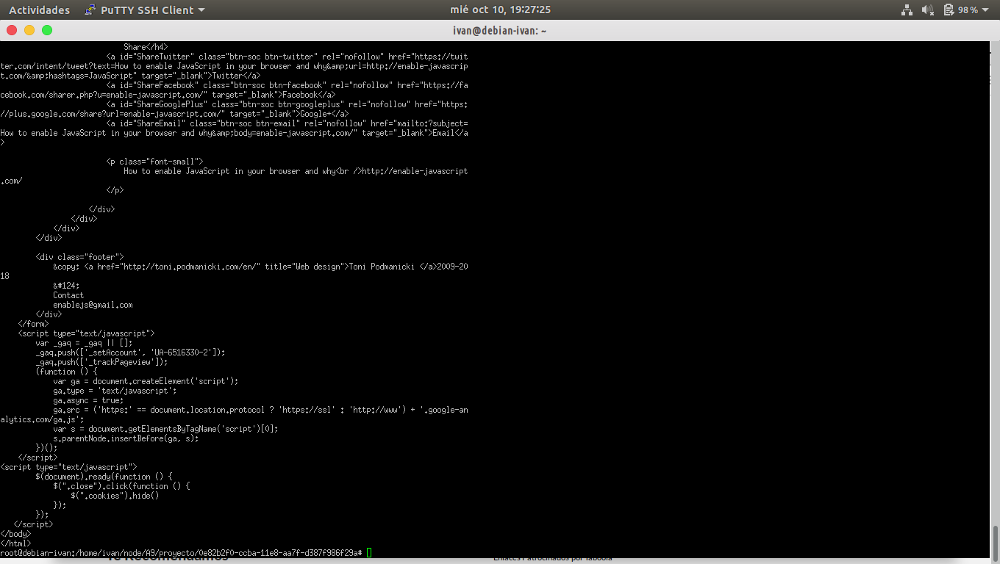 Actividades PuTTY SSH Client mié oct 10, 19:27:25 98%
ivan@debian-ivan: ~
Share</h4>
<a id="ShareTwitter" class="btn-soc btn-twitter" rel="nofollow" href="https://twit
ter.com/intent/tweet?text=How to enable JavaScript in your browser and why&amp;url=http://enable-javascrip
t.com/&amp;hashtags=JavaScript" target="_blank">Twitter</a>
<a id="ShareFacebook" class="btn-soc btn-facebook" rel="nofollow" href="https://fa
cebook.com/sharer.php?u=enable-javascript.com/" target="_blank">Facebook</a>
<a id="ShareGooglePlus" class="btn-soc btn-googleplus" rel="nofollow" href="https:
//plus.google.com/share?url=enable-javascript.com/" target="_blank">Google+</a>
<a id="ShareEmail" class="btn-soc btn-email" rel="nofollow" href="mailto:?subject=
How to enable JavaScript in your browser and why&amp;body=enable-javascript.com/" target="_blank">Email</a
>
<p class="font-small">
How to enable JavaScript in your browser and why<br />http://enable-javascript
.com/
</p>
</div>
</div>
</div>
</div>
<div class="footer">
&copy; <a href="http://toni.podmanicki.com/en/" title="Web design">Toni Podmanicki </a>2009-20
18
&#124;
Contact
enablejs@gmail.com
</div>
</form>
<script type="text/javascript">
var _gaq = _gaq || [];
_gaq.push(['_setAccount', 'UA-6516330-2']);
_gaq.push(['_trackPageview']);
(function () {
var ga = document.createElement('script');
ga.type = 'text/javascript';
ga.async = true;
ga.src = ('https:' == document.location.protocol ? 'https://ssl' : 'http://www') + '.google-an
alytics.com/ga.js';
var s = document.getElementsByTagName('script')[0];
s.parentNode.insertBefore(ga, s);
})();
</script>
<script type="text/javascript">
$(document).ready(function () {
$(".close").click(function () {
$(".cookies").hide()
});
});
</script>
</body>
</html>
root@debian-ivan:/home/ivan/node/A9/proyecto/0e82b2f0-ccba-11e8-aa7f-d387f986f29a#
Te Recomendamos Enlaces Patrocinados por Taboola